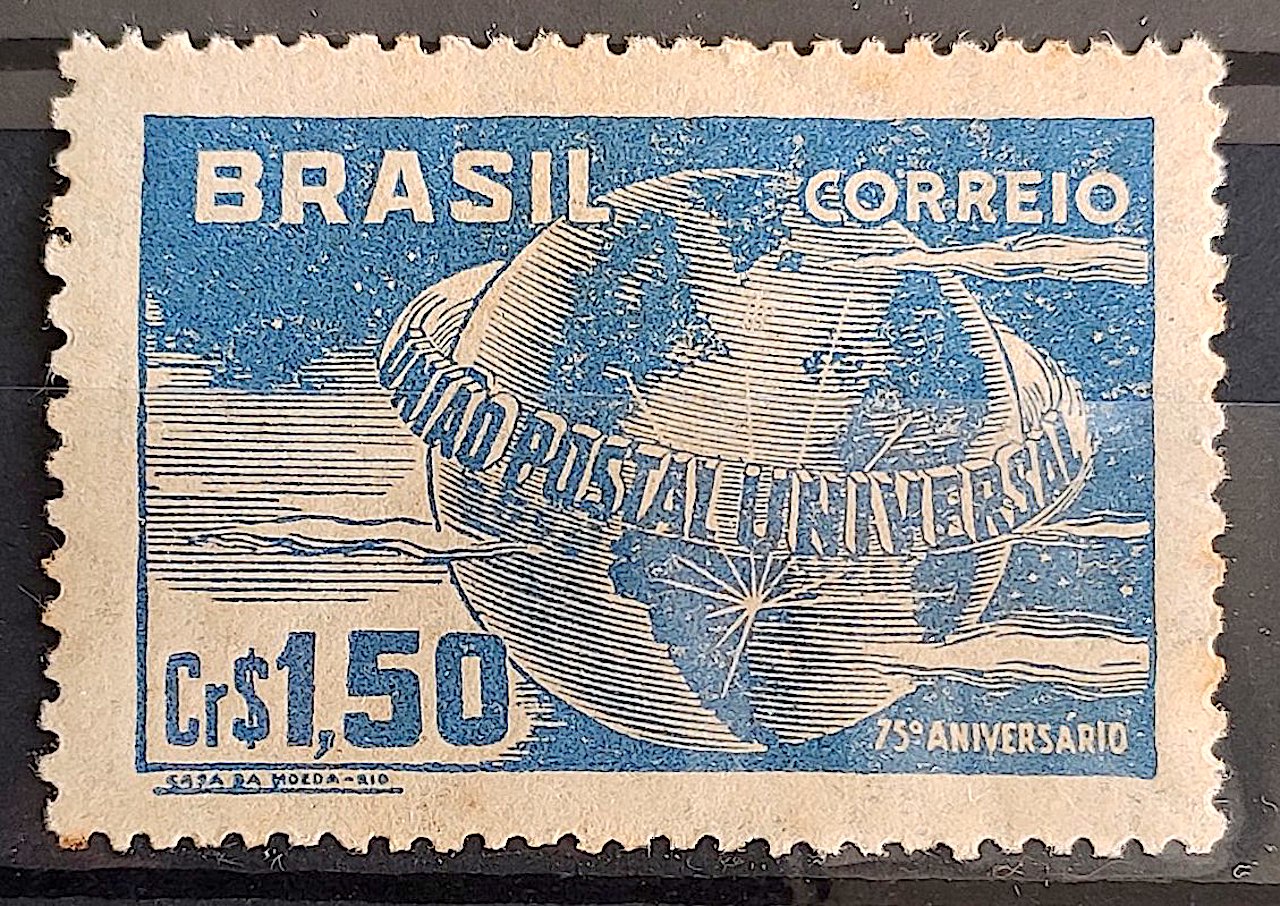 BRASIL CORREIO
UNIÃO POSTAL UNIVERSAL
Cr$1,50
75º ANIVERSÁRIO
CASA DA MOEDA-RIO